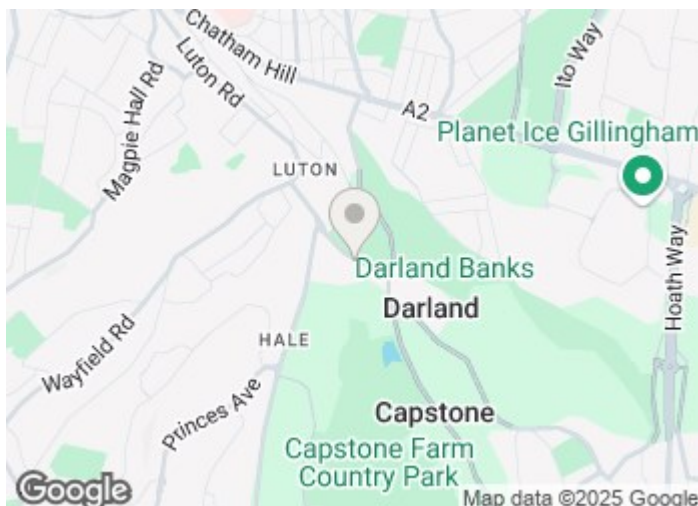 Chatham Hill
Luton Rd
Ito Way
Magpie Hall Rd
A2
Planet Ice Gillingham
LUTON
Darland Banks
Darland
Hoath Way
Wayfield Rd
HALE
Princes Ave
Capstone
Capstone Farm
Country Park
Google
Map data ©2025 Google